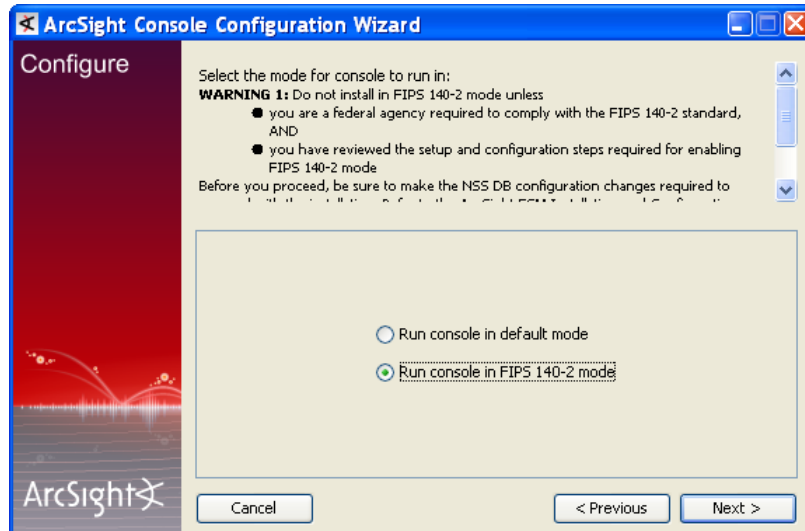 ArcSight Console Configuration Wizard
Configure
Select the mode for console to run in:
WARNING 1: Do not install in FIPS 140-2 mode unless
● you are a federal agency required to comply with the FIPS 140-2 standard,
AND
● you have reviewed the setup and configuration steps required for enabling
FIPS 140-2 mode
Before you proceed, be sure to make the NSS DB configuration changes required to
Run console in default mode
Run console in FIPS 140-2 mode
ArcSight
Cancel
< Previous
Next >